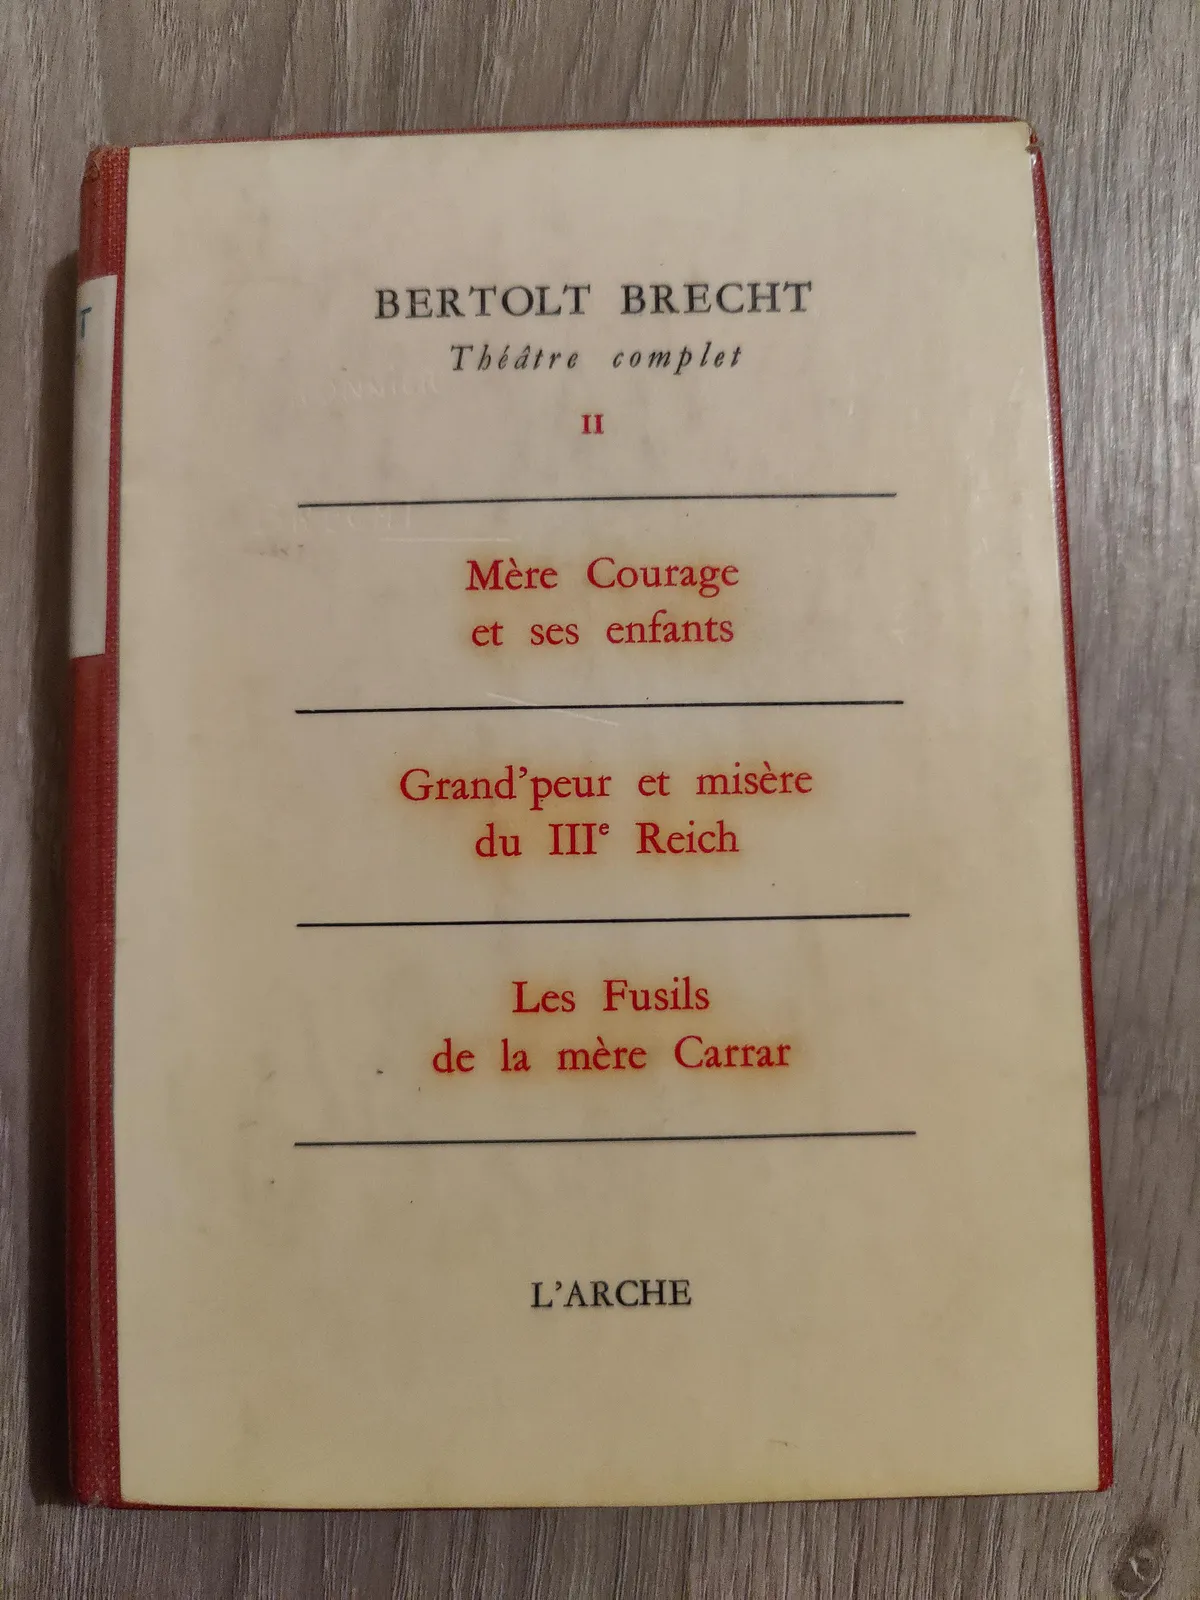 BERTOLT BRECHT
Théâtre complet
II
Mère Courage
et ses enfants
Grand'peur et misère
du IIIe Reich
Les Fusils
de la mère Carrar
L'ARCHE
T